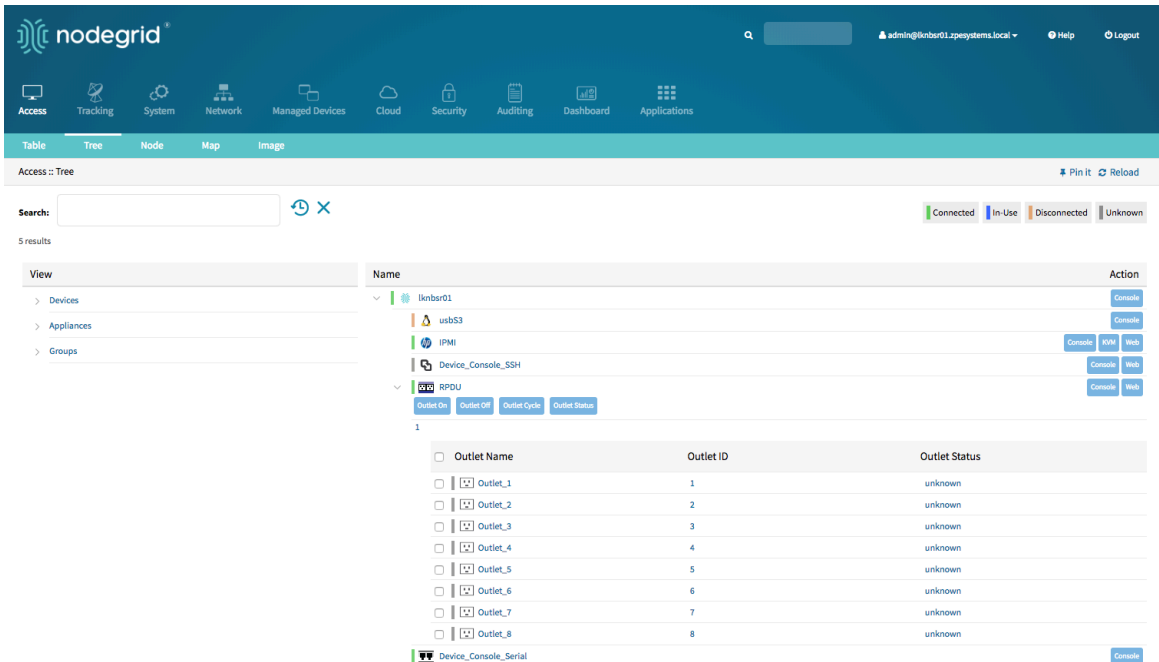 nodegrid®
admin@lknbsr01.zpesystems.local
Help
Logout
Access
Tracking
System
Network
Managed Devices
Cloud
Security
Auditing
Dashboard
Applications
Table
Tree
Node
Map
Image
Access :: Tree
Pin it
Reload
Search:
Connected
In-Use
Disconnected
Unknown
5 results
View
Devices
Appliances
Groups
Name
Action
lknbsr01
Console
usbS3
Console
IPMI
Console
KVM
Web
Device_Console_SSH
Console
Web
RPDU
Console
Web
Outlet On
Outlet Off
Outlet Cycle
Outlet Status
1
Outlet Name
Outlet ID
Outlet Status
Outlet_1
1
unknown
Outlet_2
2
unknown
Outlet_3
3
unknown
Outlet_4
4
unknown
Outlet_5
5
unknown
Outlet_6
6
unknown
Outlet_7
7
unknown
Outlet_8
8
unknown
Device_Console_Serial
Console